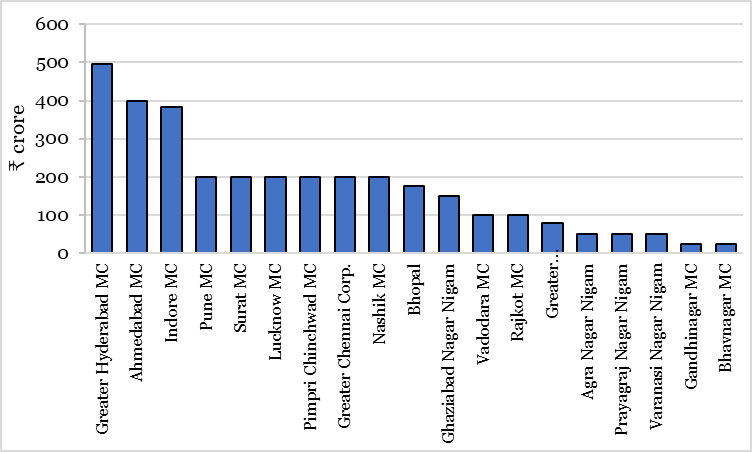 600
500
400
300
200
100
0
₹ crore
Greater Hyderabad MC
Ahmedabad MC
Indore MC
Pune MC
Surat MC
Lucknow MC
Pimpri Chinchwad MC
Greater Chennai Corp.
Nashik MC
Bhopal
Ghaziabad Nagar Nigam
Vadodara MC
Rajkot MC
Greater...
Agra Nagar Nigam
Prayagraj Nagar Nigam
Varanasi Nagar Nigam
Gandhinagar MC
Bhavnagar MC